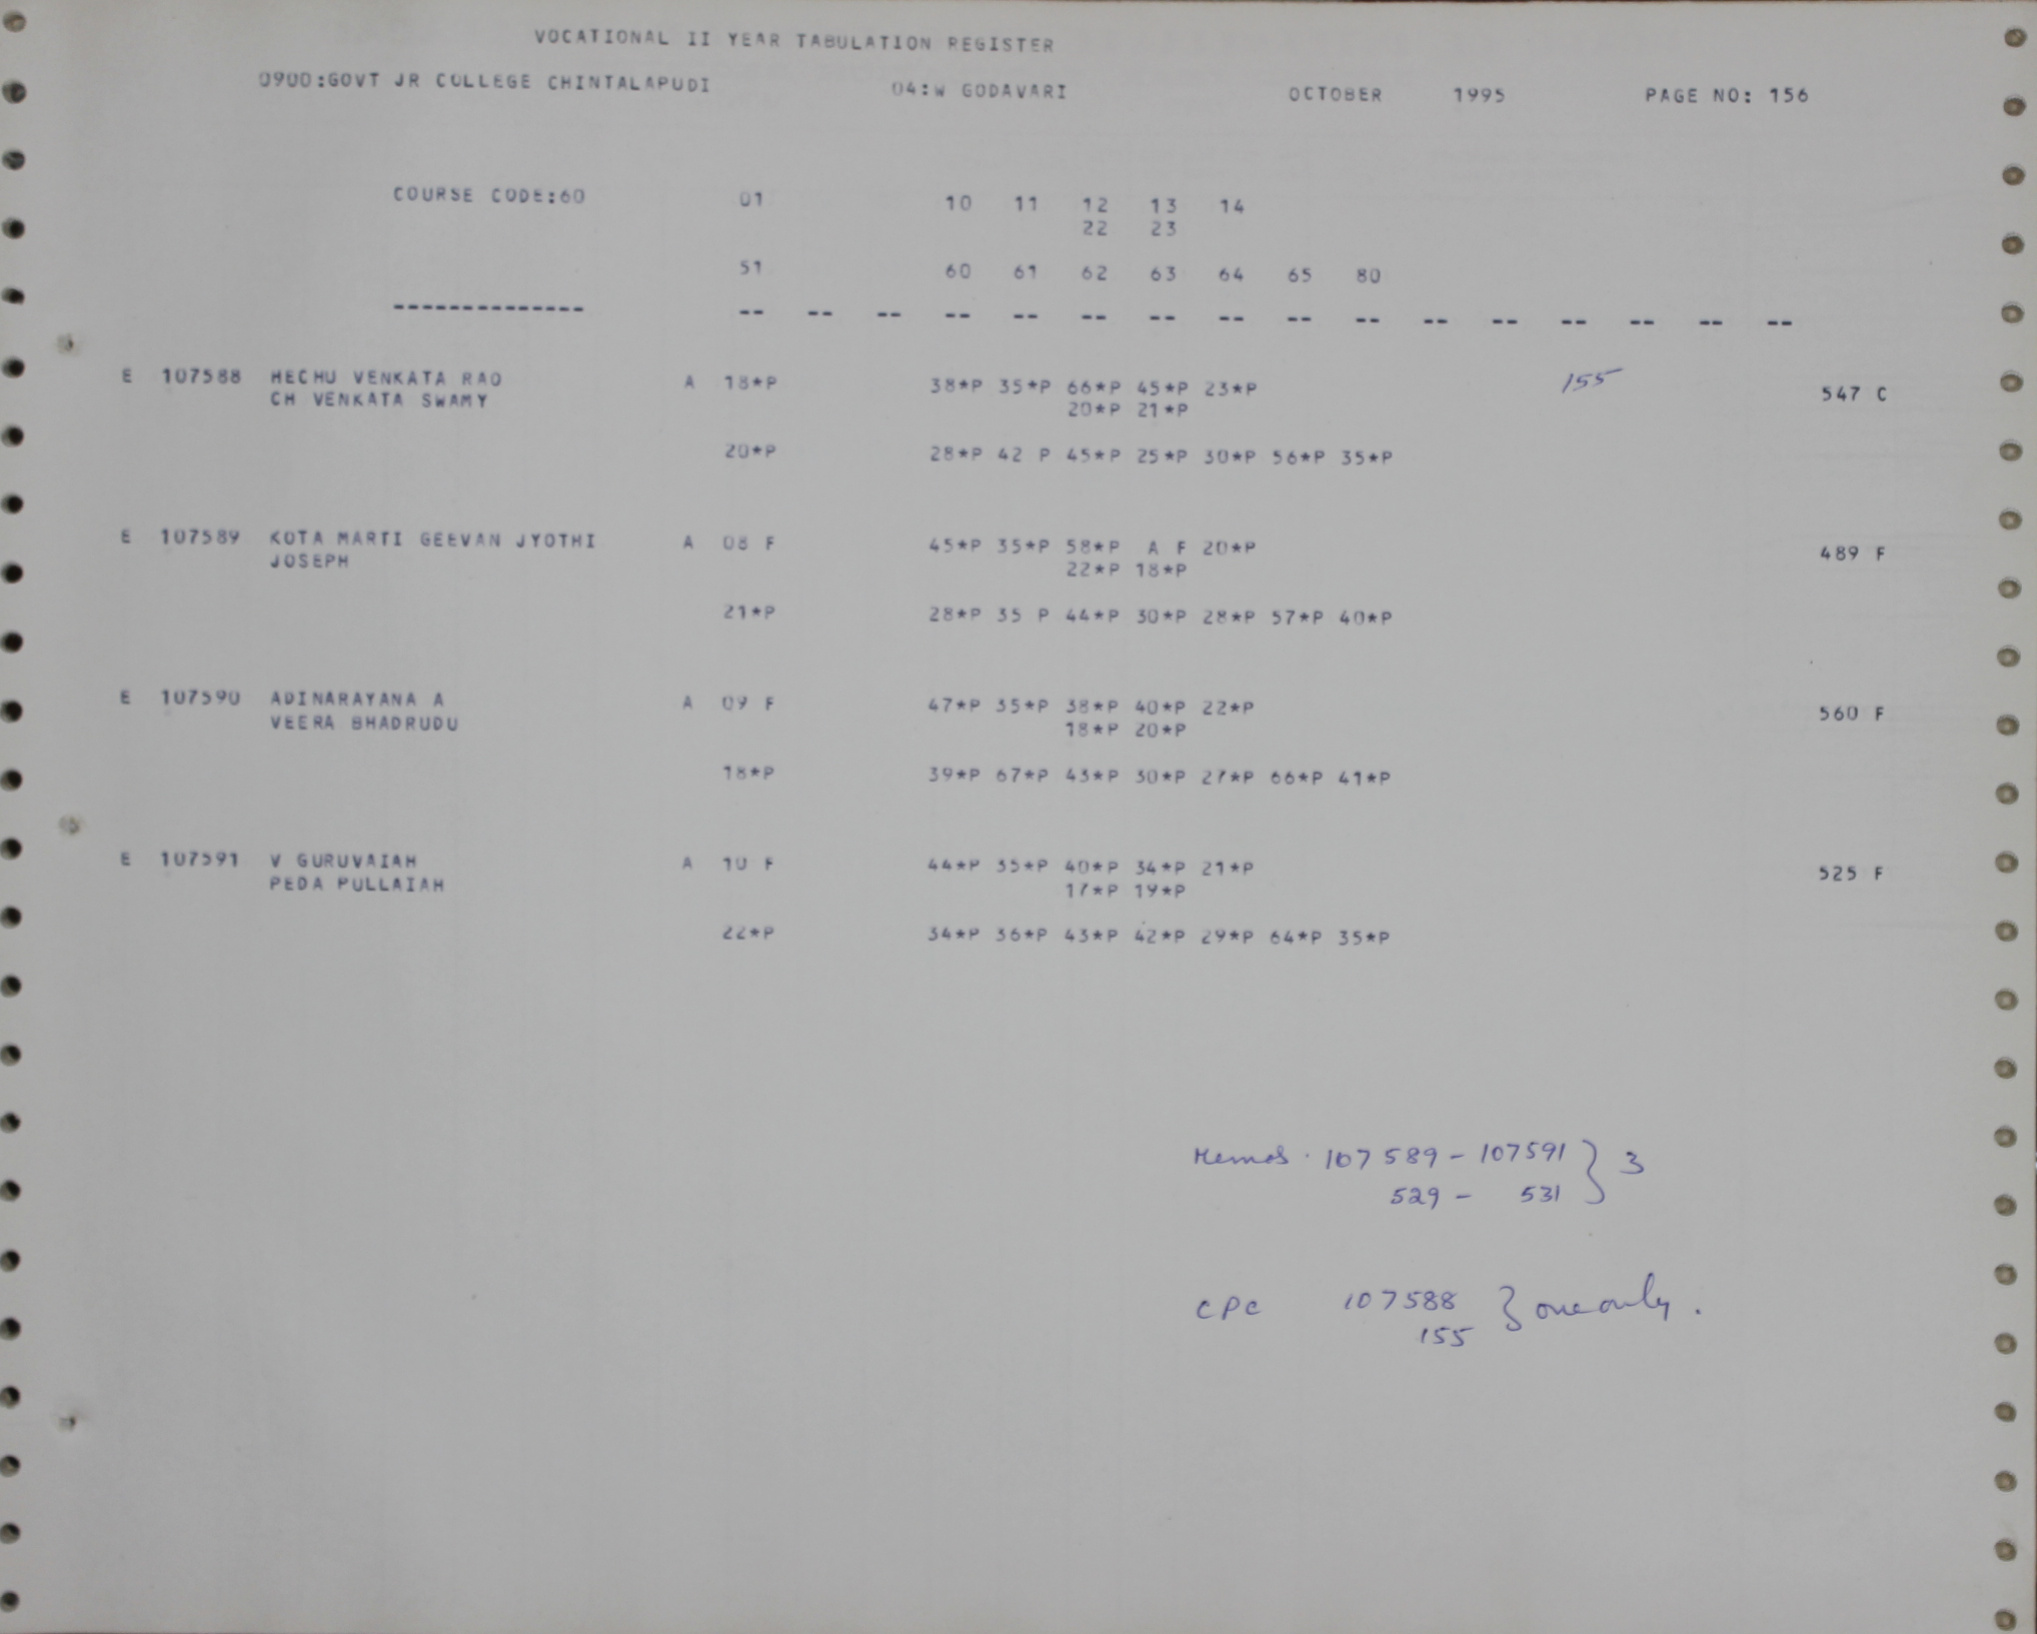 VOCATIONAL II YEAR TABULATION REGISTER
0900:GOVT JR COLLEGE CHINTALAPUDI 04:W GODAVARI OCTOBER 1995 PAGE NO: 156
COURSE CODE:60 01 10 11 12 13 14
22 23
51 60 61 62 63 64 65 80
-------------- -- -- -- -- -- -- -- -- -- -- -- -- -- -- -- --
E 107588 HECHU VENKATA RAO A 18*P 38*P 35*P 66*P 45*P 23*P 155 547 C
CH VENKATA SWAMY 20*P 21*P
20*P 28*P 42 P 45*P 25*P 30*P 56*P 35*P
E 107589 KOTA MARTI GEEVAN JYOTHI A 08 F 45*P 35*P 58*P A F 20*P 489 F
JOSEPH 22*P 18*P
21*P 28*P 35 P 44*P 30*P 28*P 57*P 40*P
E 107590 ADINARAYANA A A 09 F 47*P 35*P 38*P 40*P 22*P 560 F
VEERA BHADRUDU 18*P 20*P
18*P 39*P 67*P 43*P 30*P 27*P 66*P 41*P
E 107591 V GURUVAIAH A 10 F 44*P 35*P 40*P 34*P 21*P 525 F
PEDA PULLAIAH 17*P 19*P
22*P 34*P 36*P 43*P 42*P 29*P 64*P 35*P
Memos . 107589 - 107591 } 3
529 - 531
CPC 107588 } one only .
155